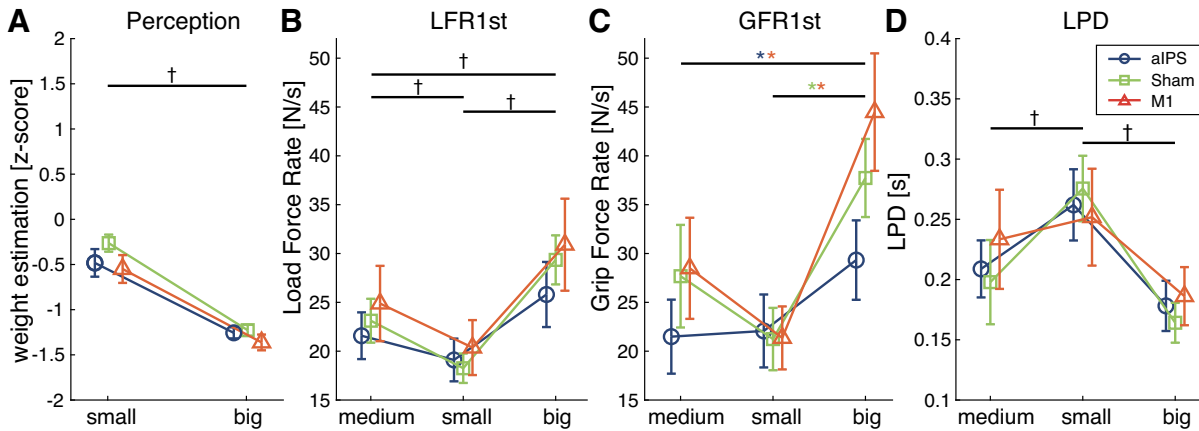 A Perception
weight estimation [z-score]
2
1.5
1
0.5
0
-0.5
-1
-1.5
-2
†
small big
B LFR1st
Load Force Rate [N/s]
50
45
40
35
30
25
20
15
†
† †
medium small big
C GFR1st
Grip Force Rate [N/s]
50
45
40
35
30
25
20
15
**
**
medium small big
D LPD
LPD [s]
0.4
0.35
0.3
0.25
0.2
0.15
0.1
aIPS
Sham
M1
† †
medium small big